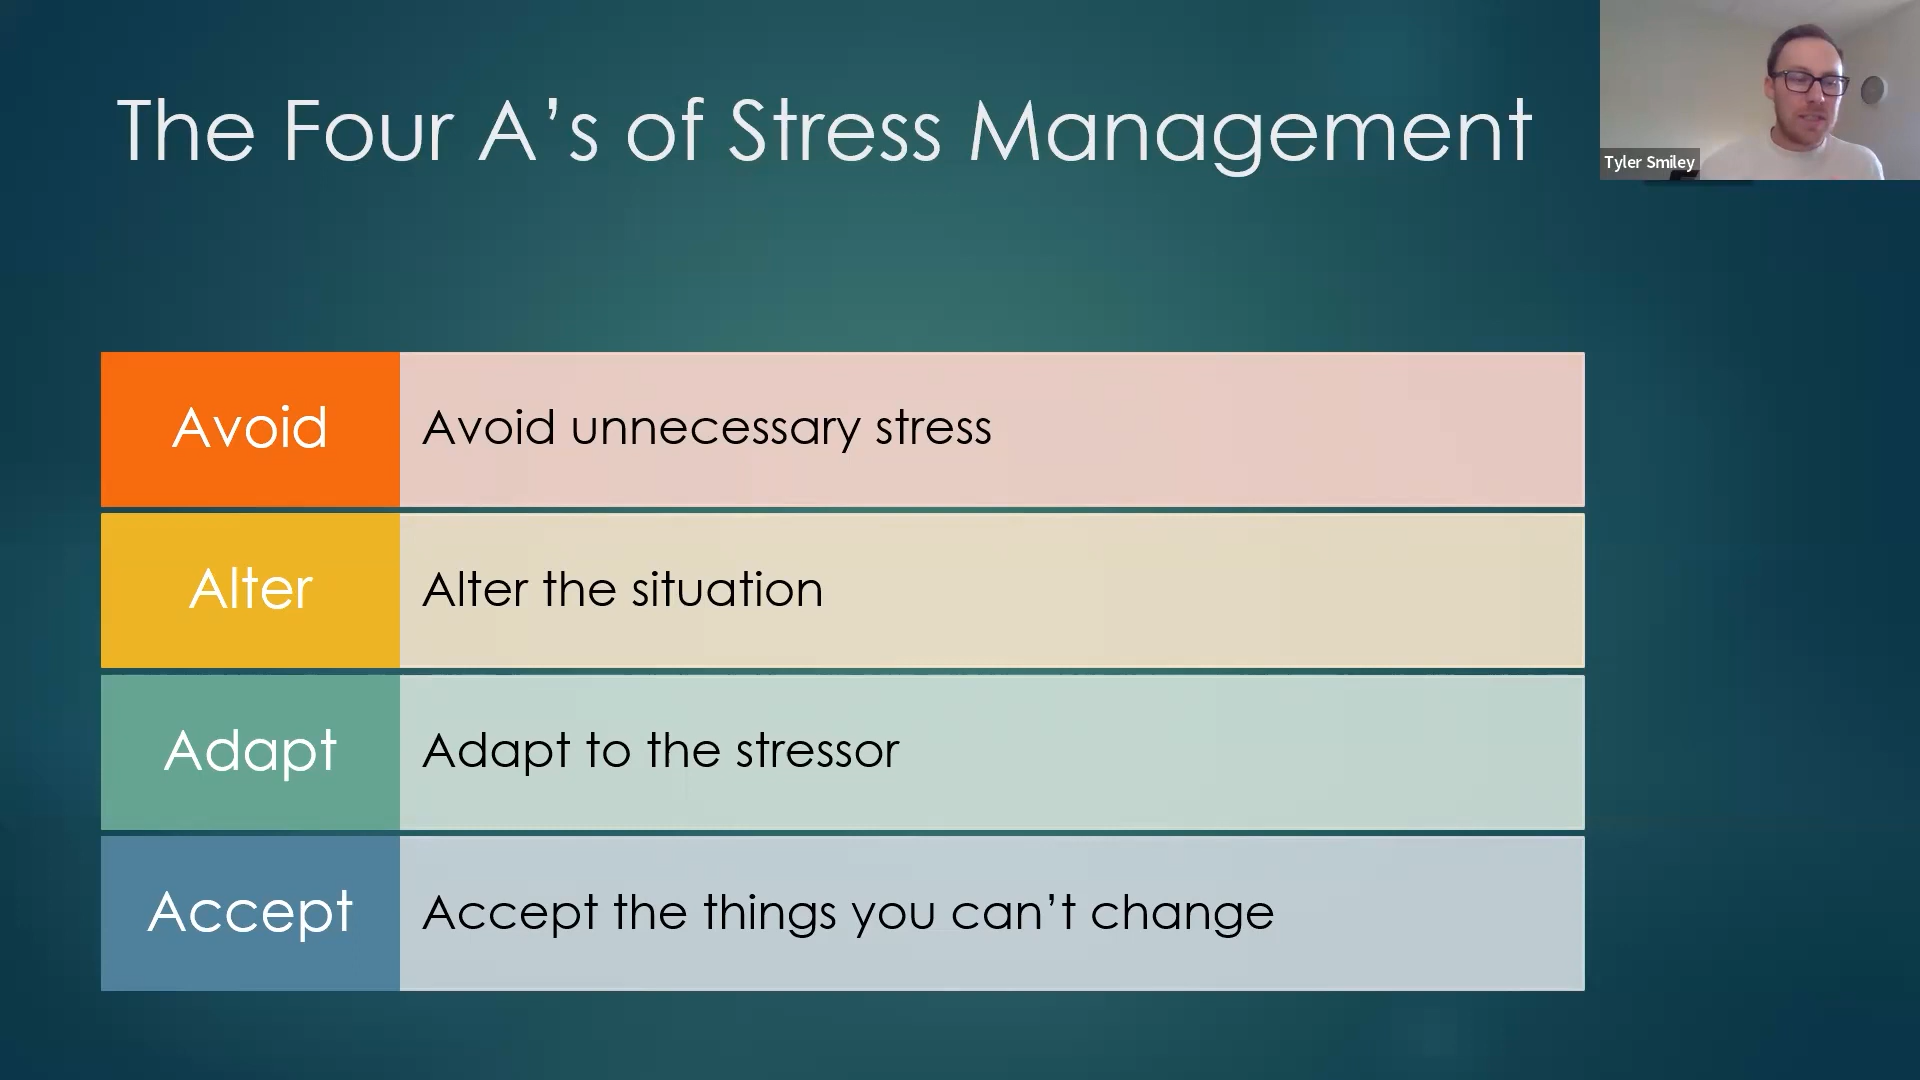 The Four A’s of Stress Management
Tyler Smiley
Avoid
Avoid unnecessary stress
Alter
Alter the situation
Adapt
Adapt to the stressor
Accept
Accept the things you can’t change